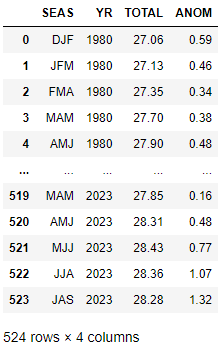 SEAS YR TOTAL ANOM
0 DJF 1980 27.06 0.59
1 JFM 1980 27.13 0.46
2 FMA 1980 27.35 0.34
3 MAM 1980 27.70 0.38
4 AMJ 1980 27.90 0.48
... ... ... ... ...
519 MAM 2023 27.85 0.16
520 AMJ 2023 28.31 0.48
521 MJJ 2023 28.43 0.77
522 JJA 2023 28.36 1.07
523 JAS 2023 28.28 1.32
524 rows × 4 columns